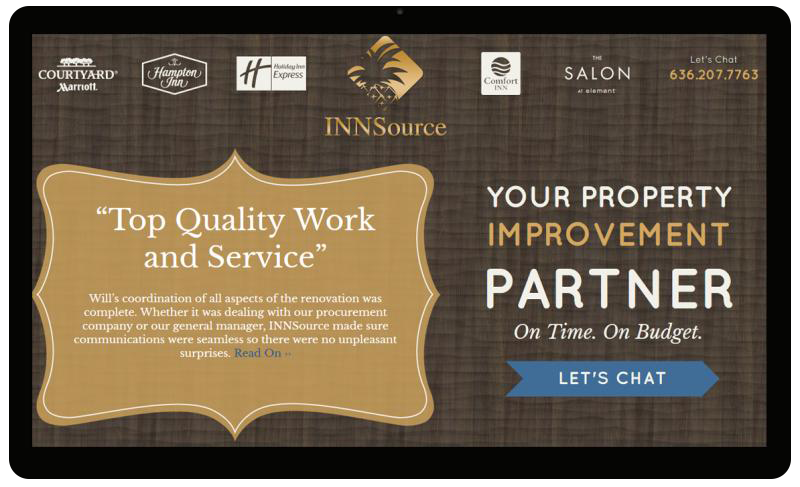 COURTYARD®
Marriott.
Hampton
Inn
H Holiday Inn
Express
INNSource
Comfort
INN
THE
SALON
AT element
Let's Chat
636.207.7763
“Top Quality Work
and Service”
Will's coordination of all aspects of the renovation was
complete. Whether it was dealing with our procurement
company or our general manager, INNSource made sure
communications were seamless so there were no unpleasant
surprises. Read On ››
YOUR PROPERTY
IMPROVEMENT
PARTNER
On Time. On Budget.
LET'S CHAT